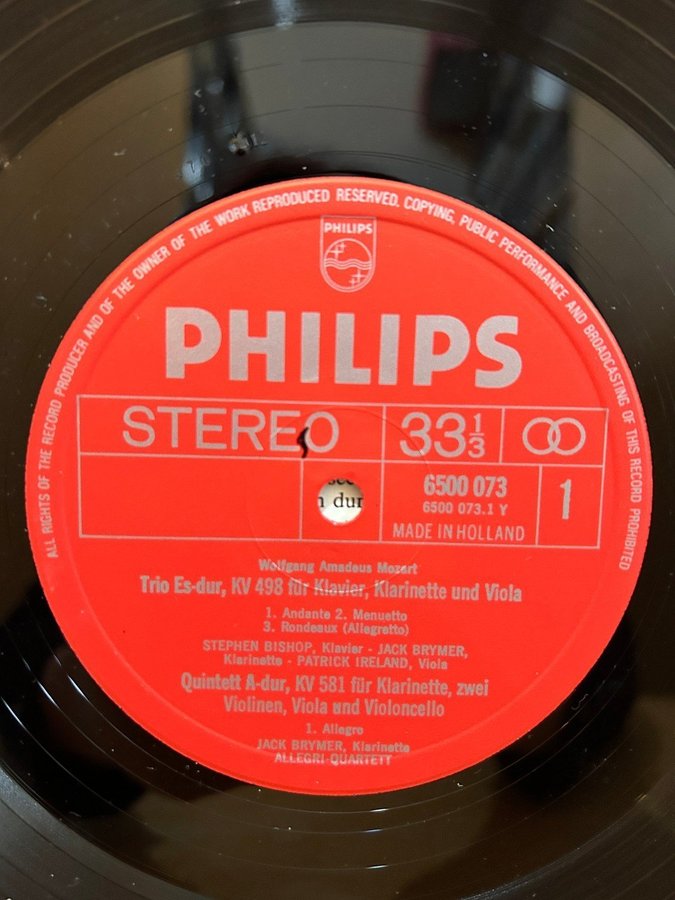 ALL RIGHTS OF THE RECORD PRODUCER AND OF THE OWNER OF THE WORK REPRODUCED RESERVED. COPYING, PUBLIC PERFORMANCE AND BROADCASTING OF THIS RECORD PROHIBITED
PHILIPS
PHILIPS
STEREO
33 1/3
6500 073
6500 073.1 Y
1
MADE IN HOLLAND
dur
Wolfgang Amadeus Mozart
Trio Es-dur, KV 498 für Klavier, Klarinette und Viola
1. Andante 2. Menuetto
3. Rondeaux (Allegretto)
STEPHEN BISHOP, Klavier - JACK BRYMER,
Klarinette - PATRICK IRELAND, Viola
Quintett A-dur, KV 581 für Klarinette, zwei
Violinen, Viola und Violoncello
1. Allegro
JACK BRYMER, Klarinette
ALLEGRI-QUARTETT